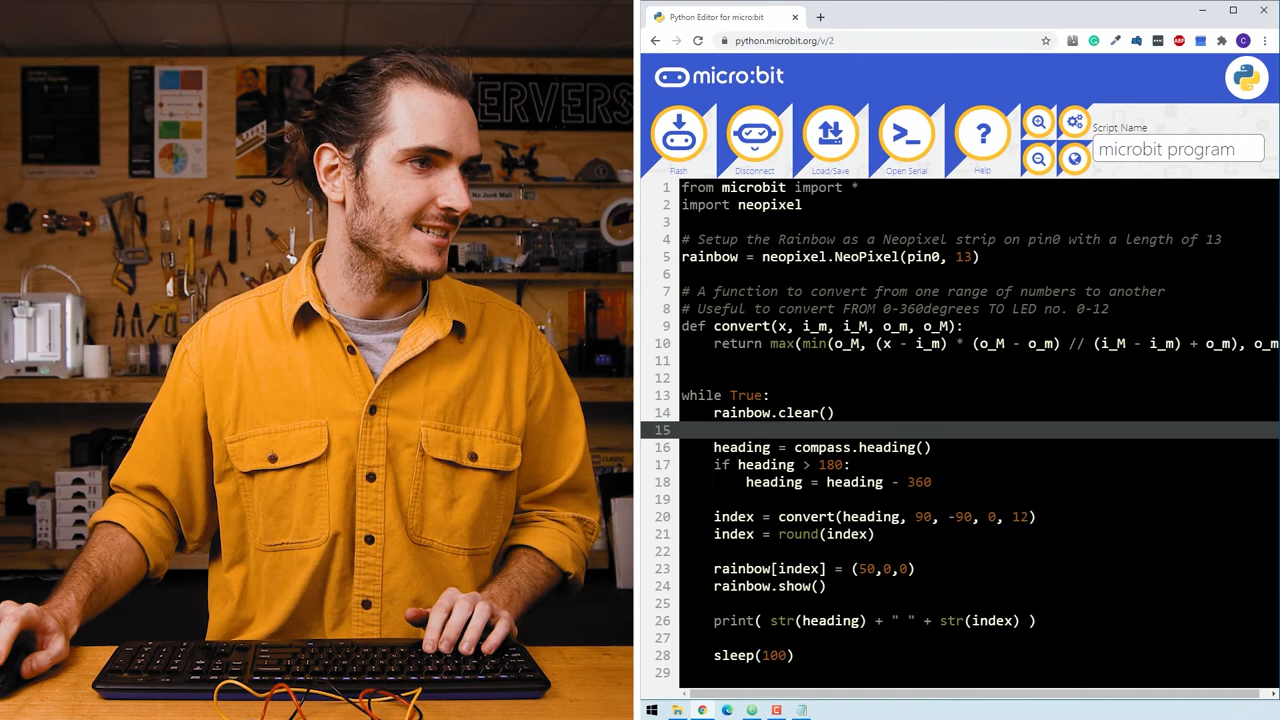 ERVERS
No Junk Mail
Python Editor for micro:bit
python.microbit.org/v/2
ABP
C
micro:bit
Flash
Disconnect
Load/Save
Open Serial
Help
Script Name
microbit program
1 from microbit import *
2 import neopixel
3
4 # Setup the Rainbow as a Neopixel strip on pin0 with a length of 13
5 rainbow = neopixel.NeoPixel(pin0, 13)
6
7 # A function to convert from one range of numbers to another
8 # Useful to convert FROM 0-360degrees TO LED no. 0-12
9 def convert(x, i_m, i_M, o_m, o_M):
10 return max(min(o_M, (x - i_m) * (o_M - o_m) // (i_M - i_m) + o_m), o_m
11
12
13 while True:
14 rainbow.clear()
15
16 heading = compass.heading()
17 if heading > 180:
18 heading = heading - 360
19
20 index = convert(heading, 90, -90, 0, 12)
21 index = round(index)
22
23 rainbow[index] = (50,0,0)
24 rainbow.show()
25
26 print( str(heading) + " " + str(index) )
27
28 sleep(100)
29